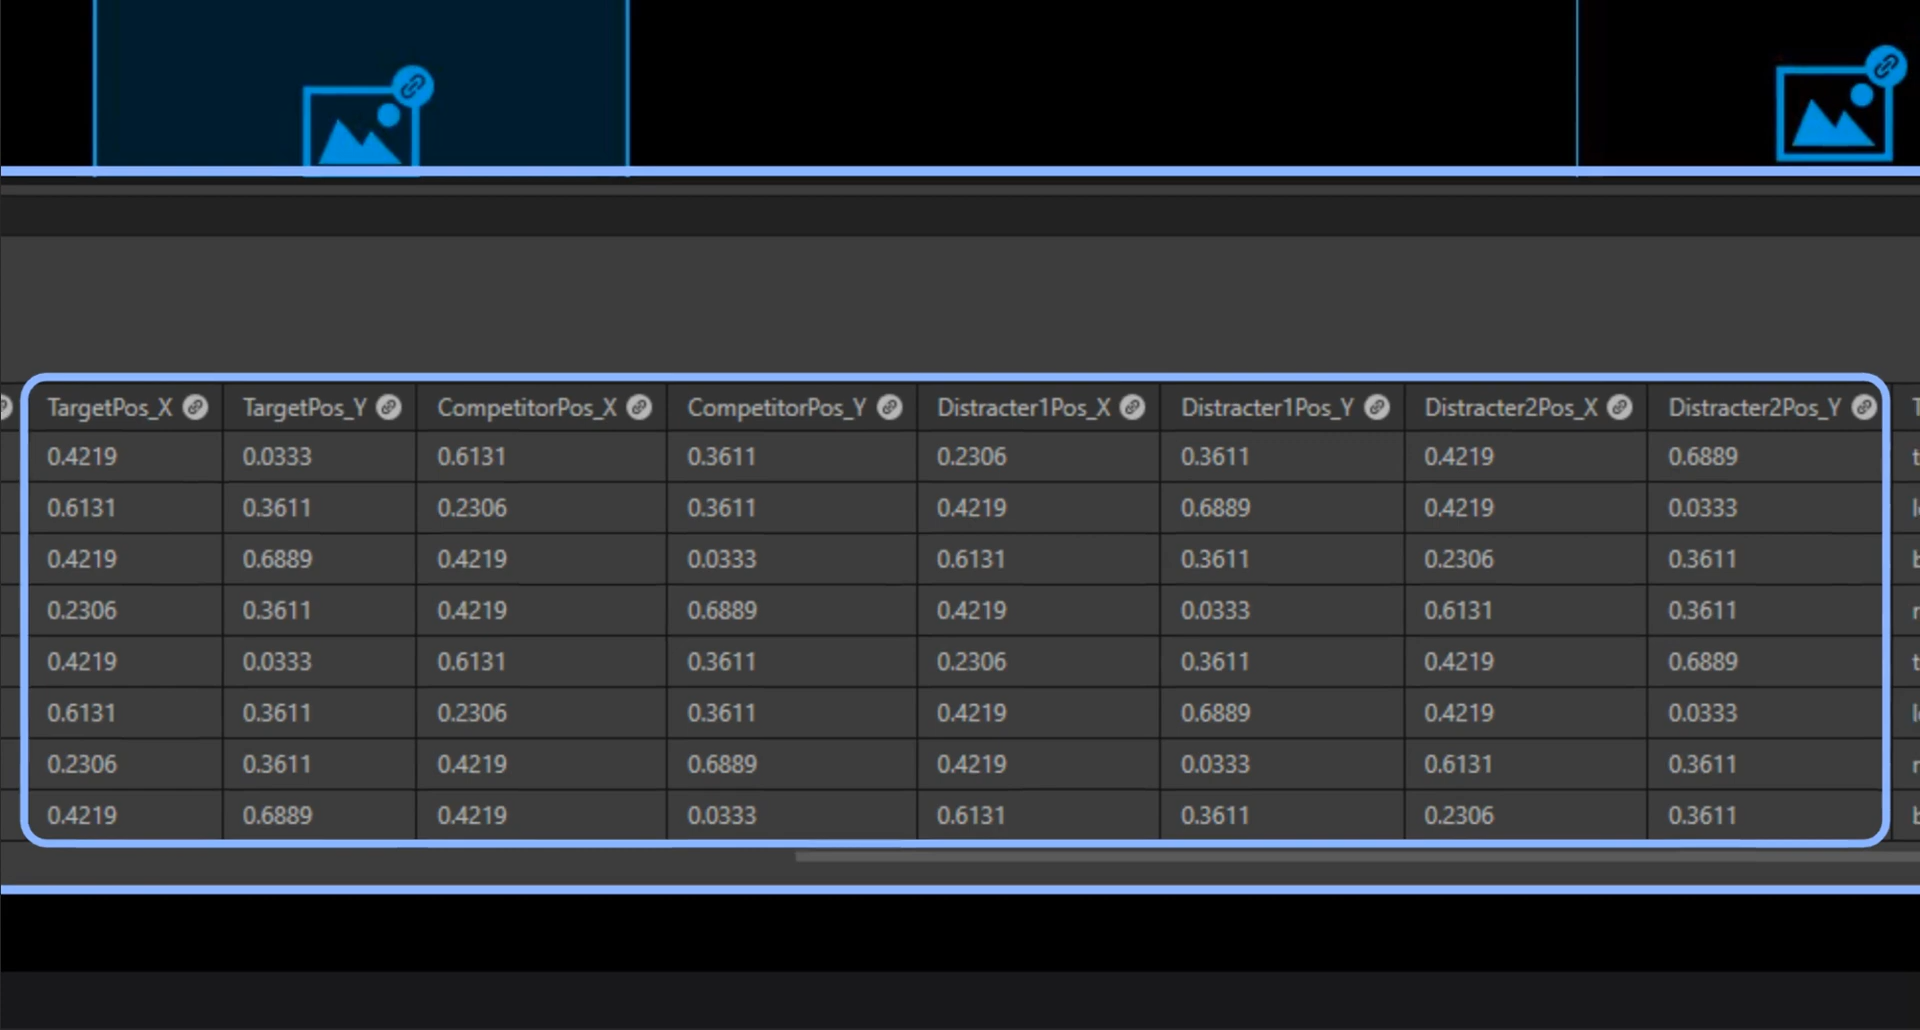 TargetPos_X TargetPos_Y CompetitorPos_X CompetitorPos_Y Distracter1Pos_X Distracter1Pos_Y Distracter2Pos_X Distracter2Pos_Y
0.4219 0.0333 0.6131 0.3611 0.2306 0.3611 0.4219 0.6889
0.6131 0.3611 0.2306 0.3611 0.4219 0.6889 0.4219 0.0333
0.4219 0.6889 0.4219 0.0333 0.6131 0.3611 0.2306 0.3611
0.2306 0.3611 0.4219 0.6889 0.4219 0.0333 0.6131 0.3611
0.4219 0.0333 0.6131 0.3611 0.2306 0.3611 0.4219 0.6889
0.6131 0.3611 0.2306 0.3611 0.4219 0.6889 0.4219 0.0333
0.2306 0.3611 0.4219 0.6889 0.4219 0.0333 0.6131 0.3611
0.4219 0.6889 0.4219 0.0333 0.6131 0.3611 0.2306 0.3611